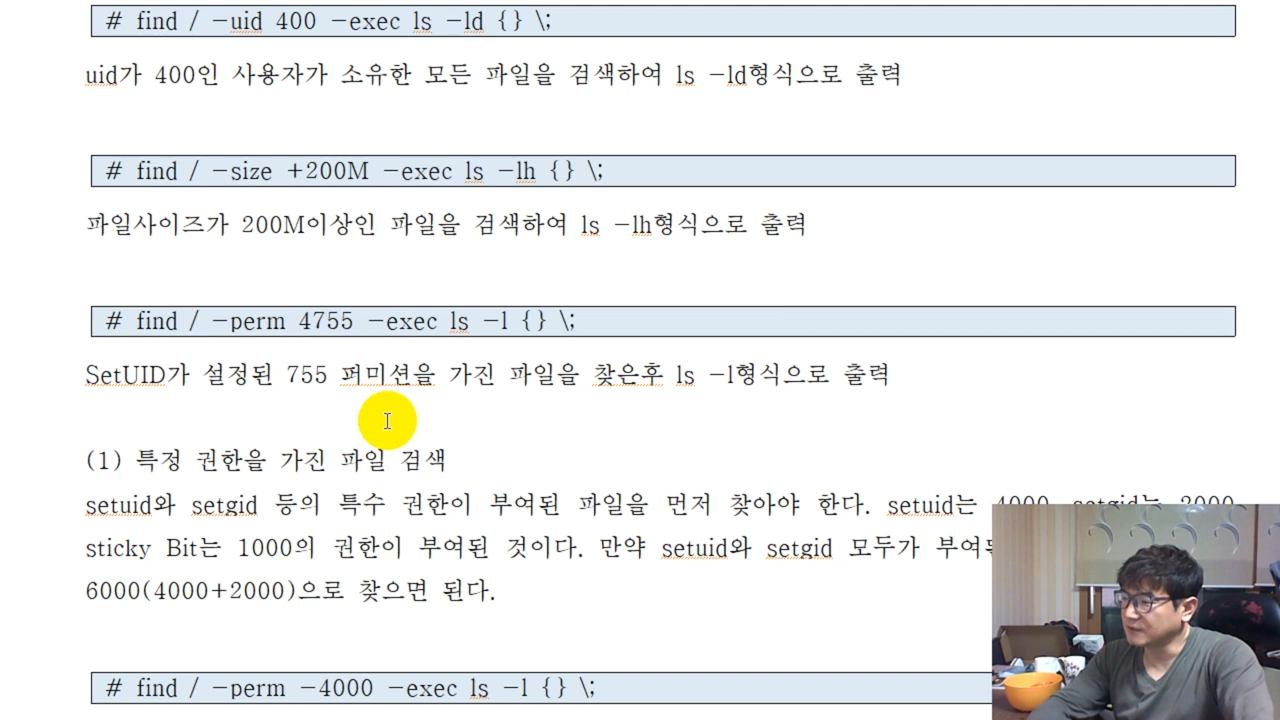 # find / -uid 400 -exec ls -ld {} \;
uid가 400인 사용자가 소유한 모든 파일을 검색하여 ls -ld형식으로 출력
# find / -size +200M -exec ls -lh {} \;
파일사이즈가 200M이상인 파일을 검색하여 ls -lh형식으로 출력
# find / -perm 4755 -exec ls -l {} \;
SetUID가 설정된 755 퍼미션을 가진 파일을 찾은후 ls -l형식으로 출력
(1) 특정 권한을 가진 파일 검색
setuid와 setgid 등의 특수 권한이 부여된 파일을 먼저 찾아야 한다. setuid는 4000, setgid는 2000
sticky Bit는 1000의 권한이 부여된 것이다. 만약 setuid와 setgid 모두가
6000(4000+2000)으로 찾으면 된다.
# find / -perm -4000 -exec ls -l {} \;